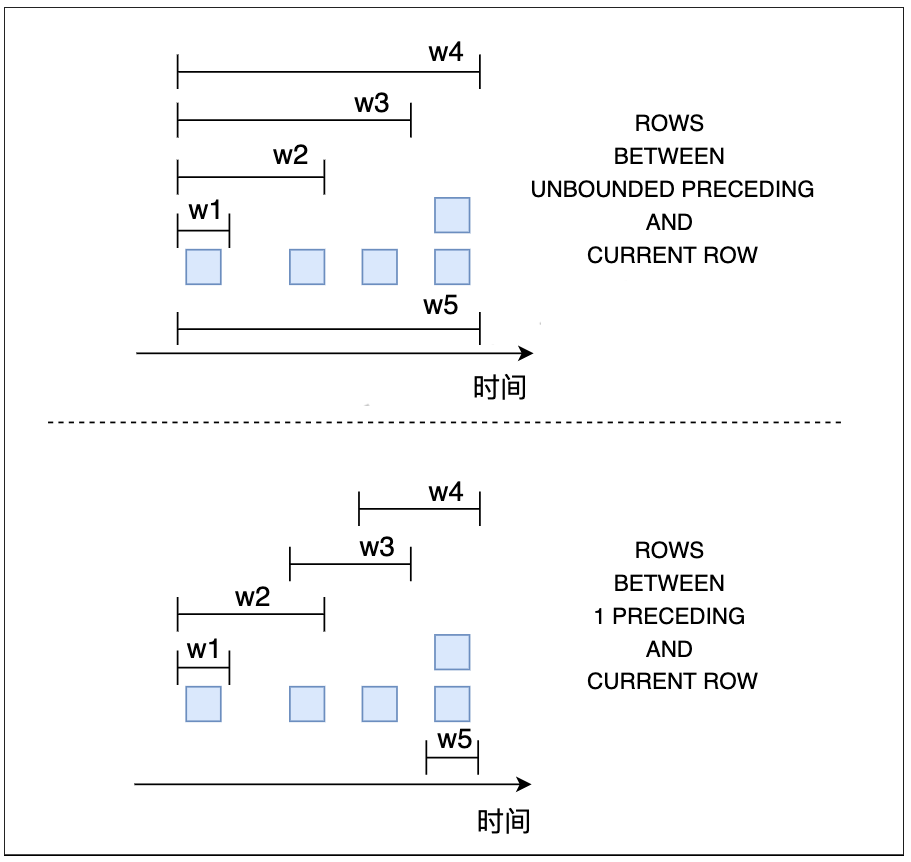 w4
w3
w2
w1
ROWS
BETWEEN
UNBOUNDED PRECEDING
AND
CURRENT ROW
w5
时间
w4
w3
w2
w1
ROWS
BETWEEN
1 PRECEDING
AND
CURRENT ROW
w5
时间